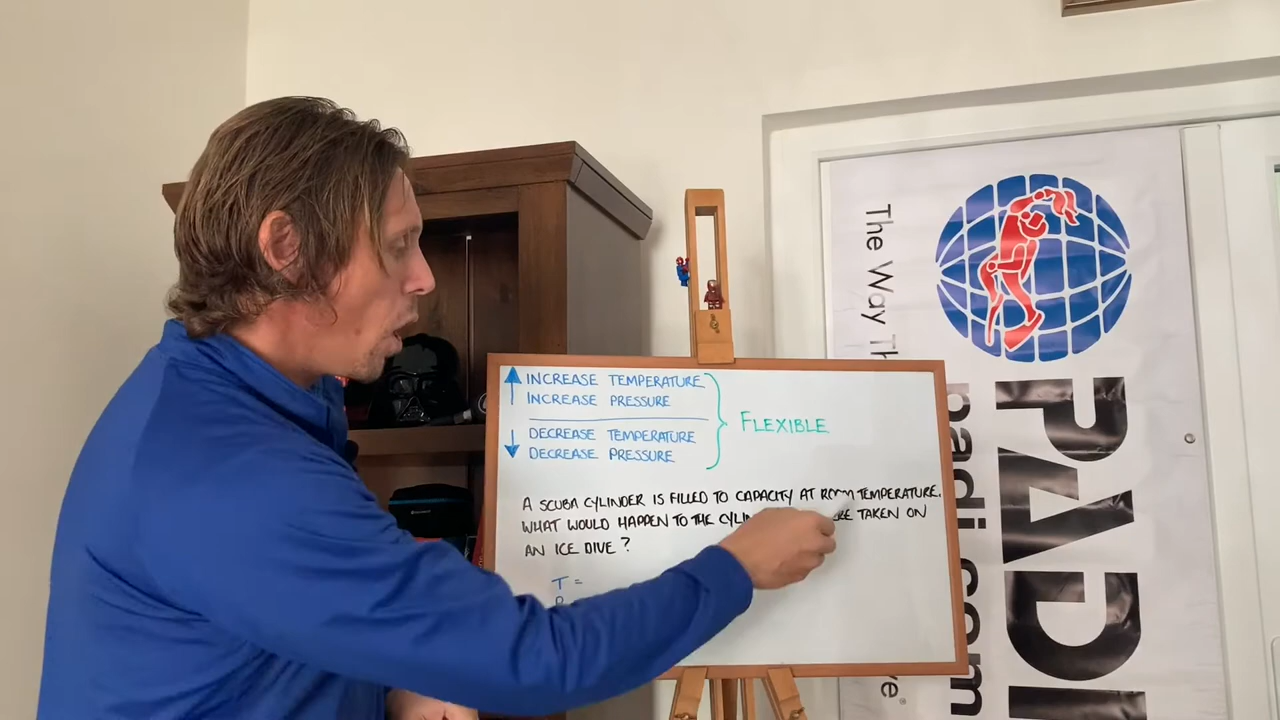 INCREASE TEMPERATURE
INCREASE PRESSURE
DECREASE TEMPERATURE
DECREASE PRESSURE
FLEXIBLE
A SCUBA CYLINDER IS FILLED TO CAPACITY AT ROOM TEMPERATURE.
WHAT WOULD HAPPEN TO THE TAKEN ON
AN ICE DIVE?
T =
The Way
PADI
padi.com